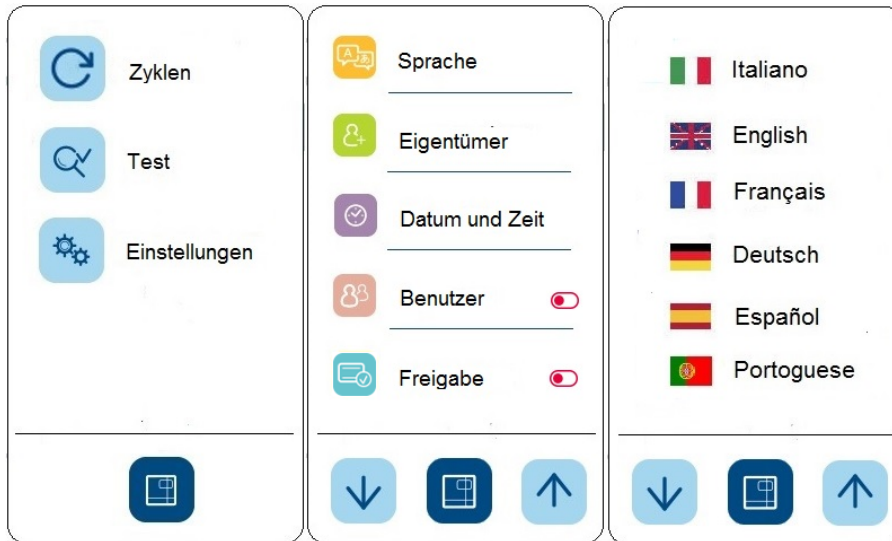 Zyklen
Test
Einstellungen
Sprache
Eigentümer
Datum und Zeit
Benutzer
Freigabe
Italiano
English
Français
Deutsch
Español
Portoguese